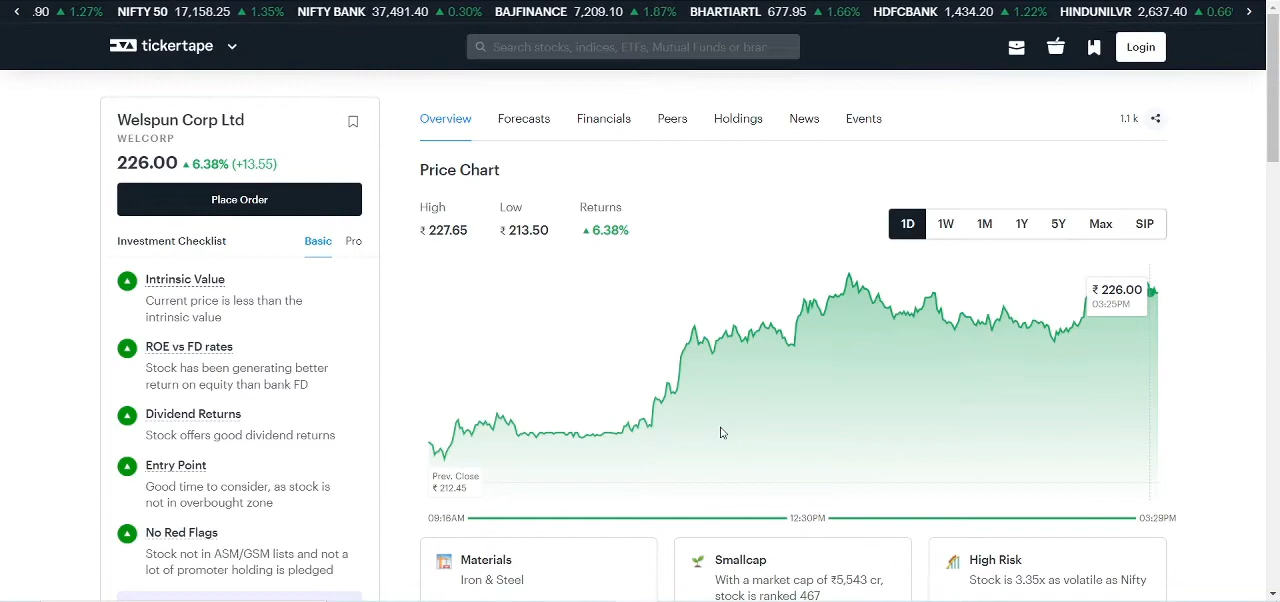 .90 ▲ 1.27% NIFTY 50 17,158.25 ▲ 1.35% NIFTY BANK 37,491.40 ▲ 0.30% BAJFINANCE 7,209.10 ▲ 1.87% BHARTIARTL 677.95 ▲ 1.66% HDFCBANK 1,434.20 ▲ 1.22% HINDUNILVR 2,637.40 ▲ 0.66
tickertape
Search stocks, indices, ETFs, Mutual Funds or bran
Login
Welspun Corp Ltd
WELCORP
226.00 ▲ 6.38% (+13.55)
Place Order
Investment Checklist Basic Pro
Intrinsic Value
Current price is less than the
intrinsic value
ROE vs FD rates
Stock has been generating better
return on equity than bank FD
Dividend Returns
Stock offers good dividend returns
Entry Point
Good time to consider, as stock is
not in overbought zone
No Red Flags
Stock not in ASM/GSM lists and not a
lot of promoter holding is pledged
Overview Forecasts Financials Peers Holdings News Events 1.1 k
Price Chart
High Low Returns
₹ 227.65 ₹ 213.50 ▲ 6.38%
1D 1W 1M 1Y 5Y Max SIP
₹ 226.00
03:25PM
Prev. Close
₹ 212.45
09:16AM 12:30PM 03:29PM
Materials
Iron & Steel
Smallcap
With a market cap of ₹5,543 cr,
stock is ranked 467
High Risk
Stock is 3.35x as volatile as Nifty